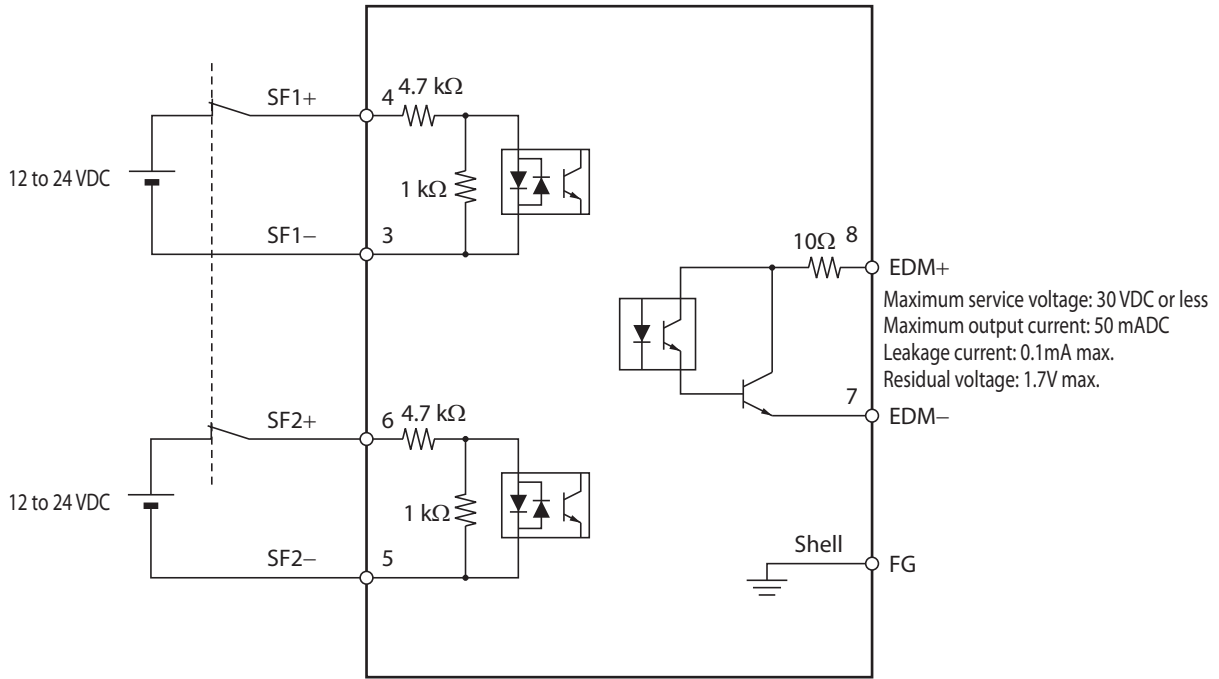 SF1+
4
4.7 kΩ
12 to 24 VDC
1 kΩ
SF1−
3
10Ω
8
EDM+
Maximum service voltage: 30 VDC or less
Maximum output current: 50 mADC
Leakage current: 0.1mA max.
Residual voltage: 1.7V max.
7
EDM−
SF2+
6
4.7 kΩ
12 to 24 VDC
1 kΩ
SF2−
5
Shell
FG